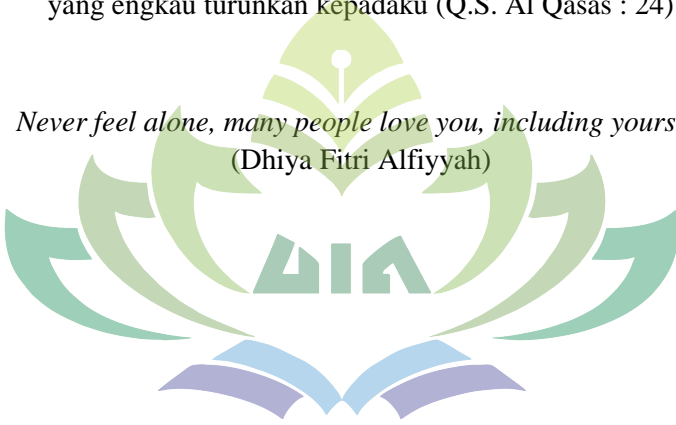 yang engkau turunkan kepadaku (Q.S. Al Qasas : 24)
Never feel alone, many people love you, including yours
(Dhiya Fitri Alfiyyah)
UIN